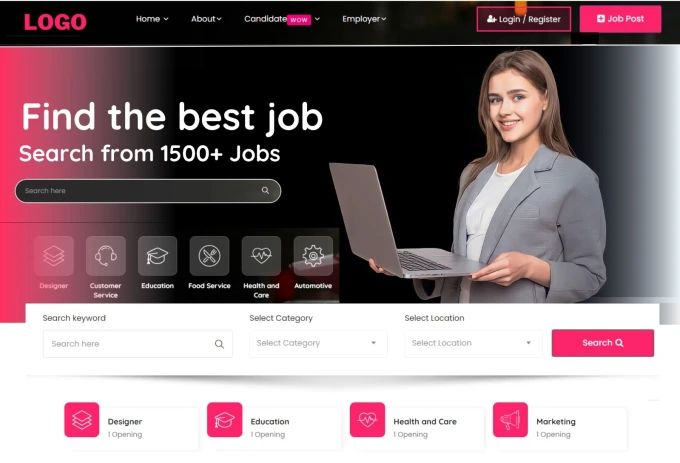 LOGO
Home
About
Candidate WOW
Employer
Login / Register
Job Post
Find the best job
Search from 1500+ Jobs
Search here
Designer
Customer
Service
Education
Food Service
Health and
Care
Automotive
Search keyword
Select Category
Select Location
Search here
Select Category
Select Location
Search
Designer
1 Opening
Education
1 Opening
Health and Care
1 Opening
Marketing
1 Opening